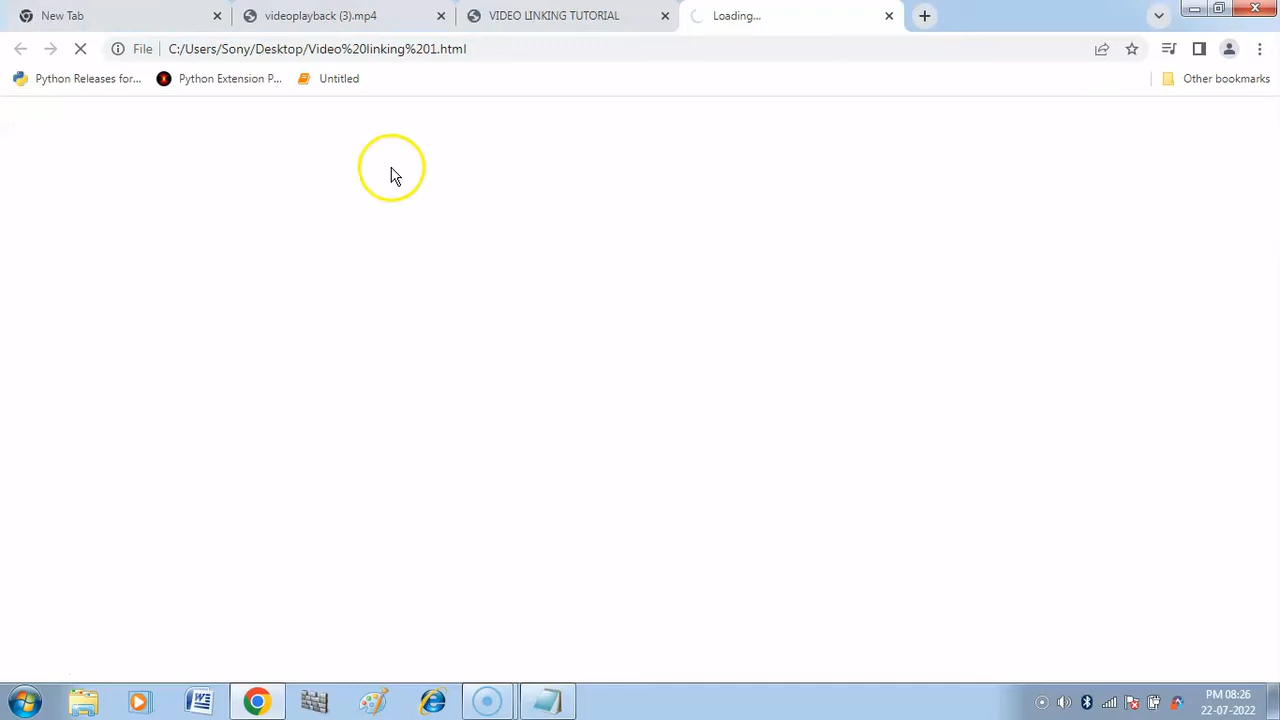 New Tab
videoplayback (3).mp4
VIDEO LINKING TUTORIAL
Loading...
File
C:/Users/Sony/Desktop/Video%20linking%201.html
Python Releases for...
Python Extension P...
Untitled
Other bookmarks
PM 08:26
22-07-2022